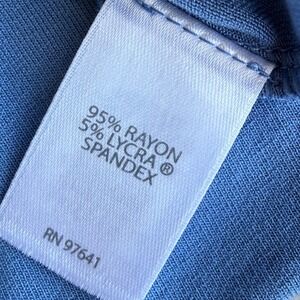 95% RAYON
5% LYCRA®
SPANDEX
RN 97641